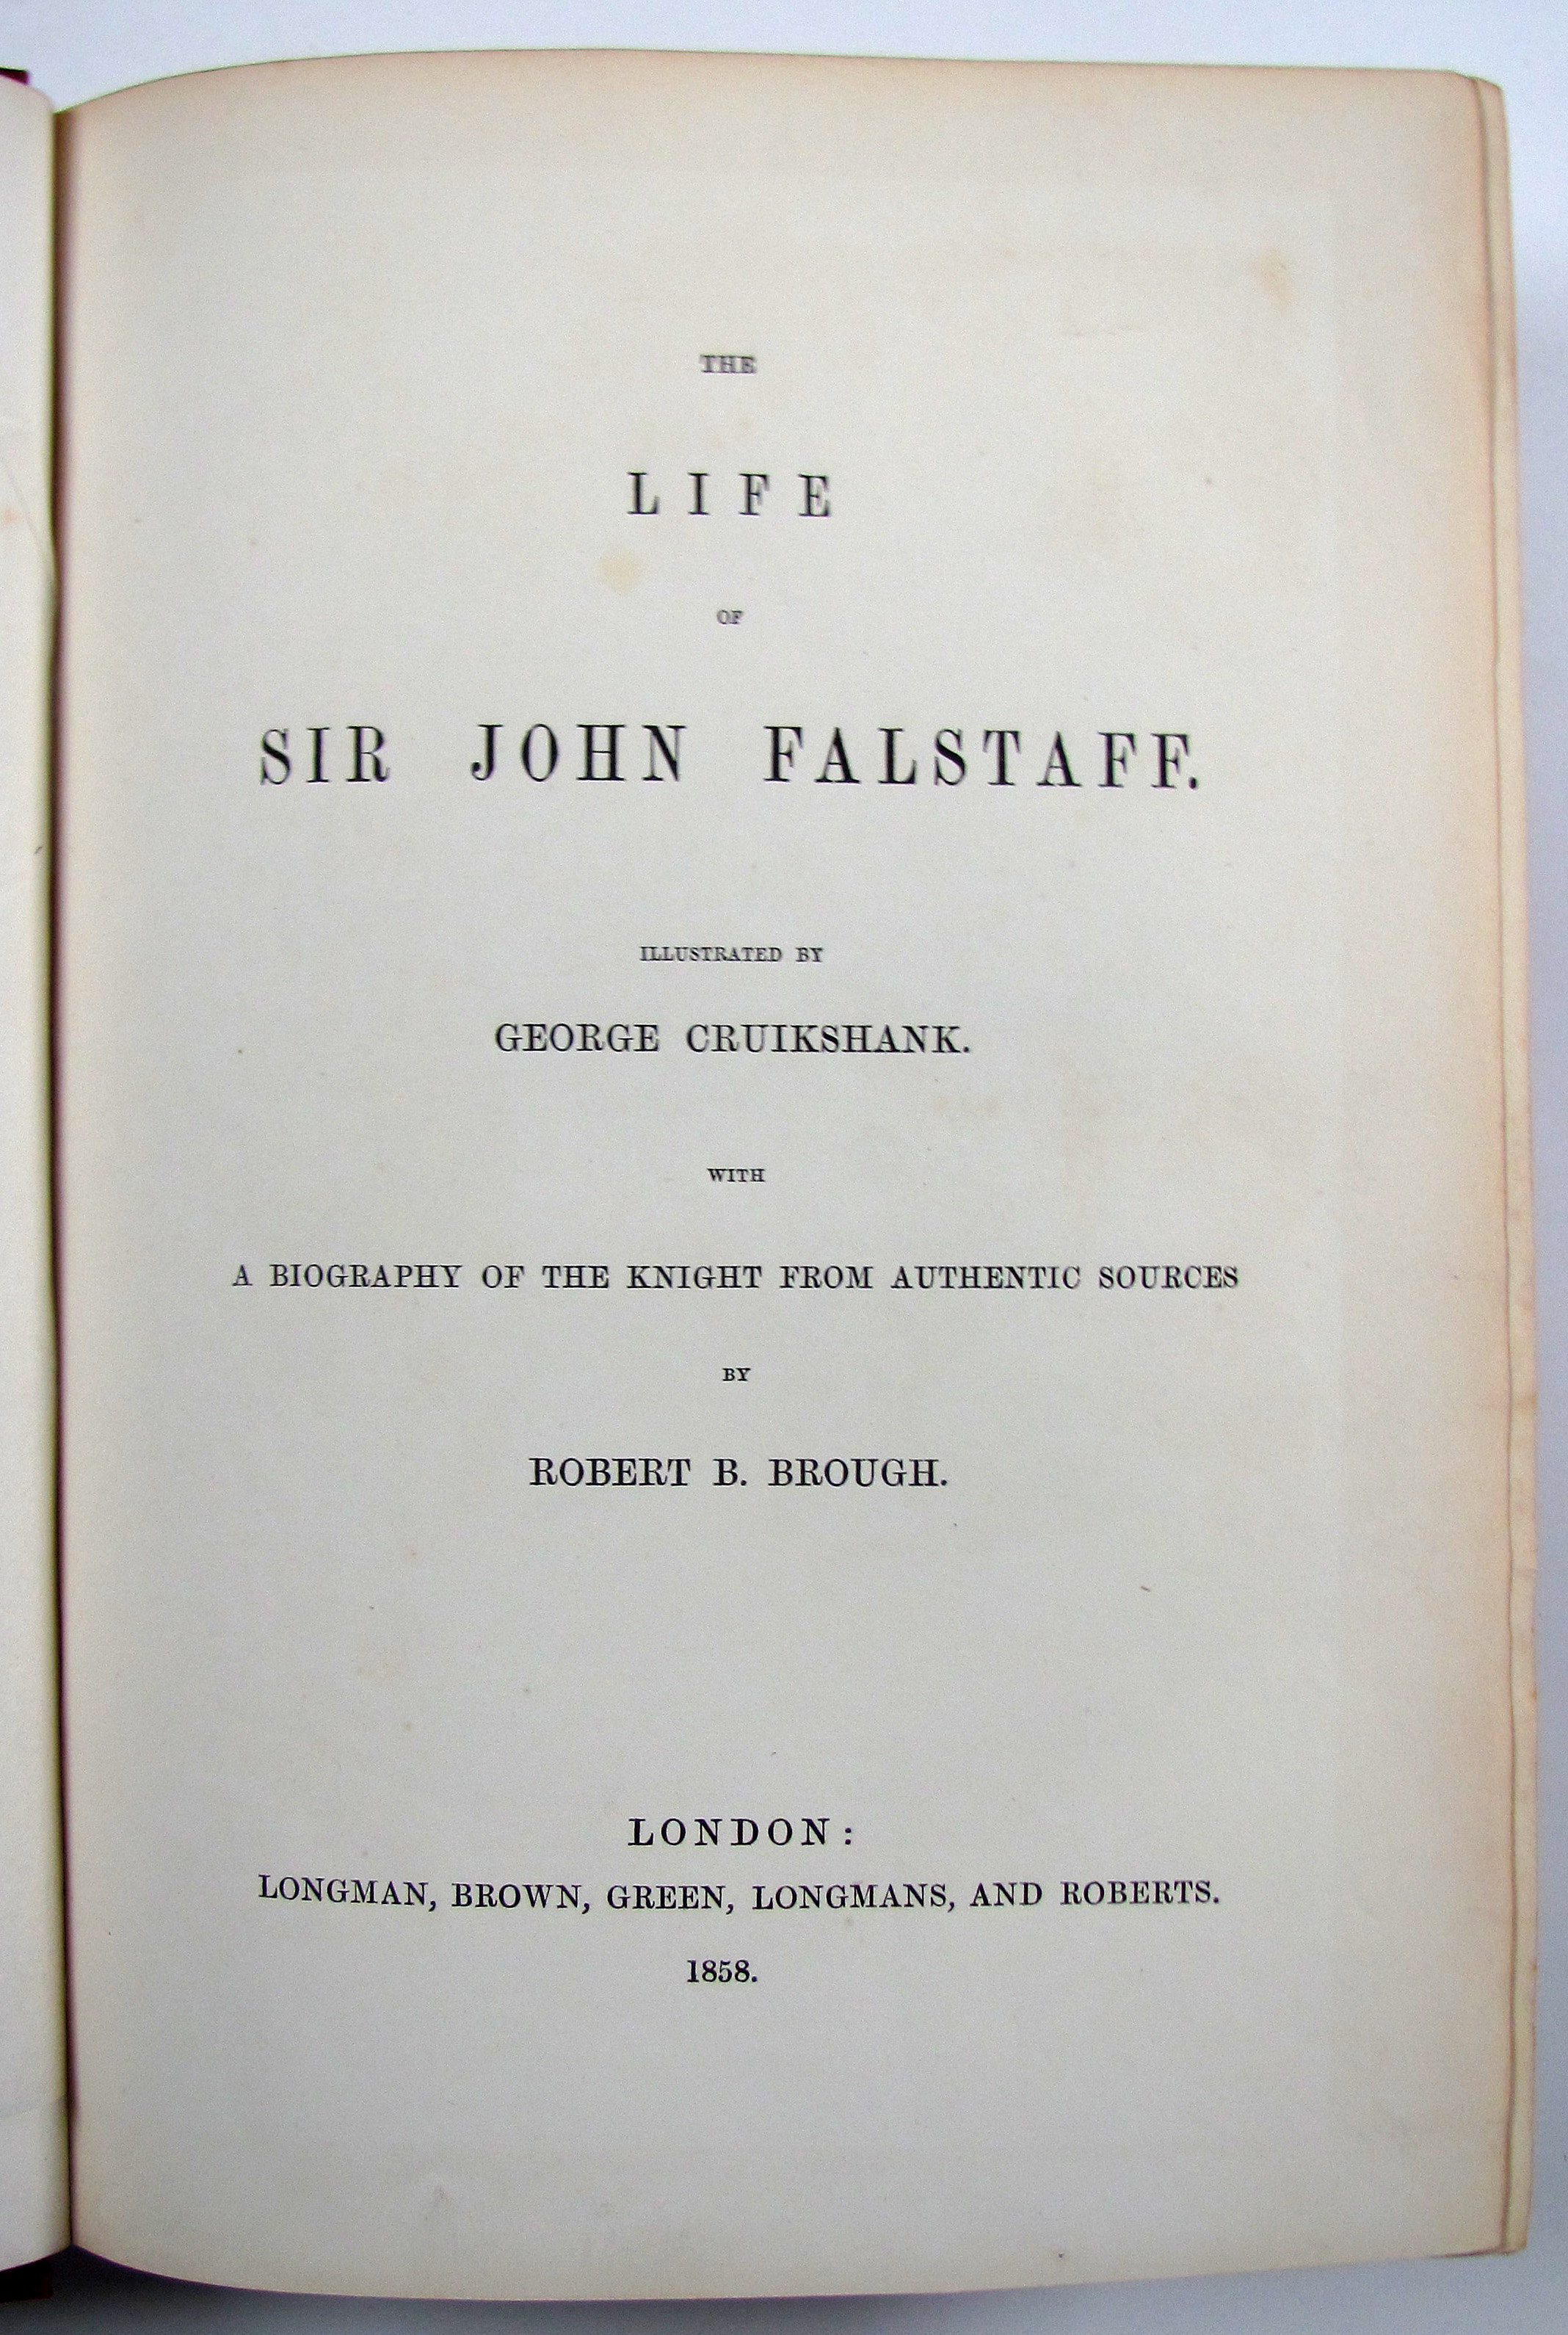 THE
LIFE
OF
SIR JOHN FALSTAFF.
ILLUSTRATED BY
GEORGE CRUIKSHANK.
WITH
A BIOGRAPHY OF THE KNIGHT FROM AUTHENTIC SOURCES
BY
ROBERT B. BROUGH.
LONDON:
LONGMAN, BROWN, GREEN, LONGMANS, AND ROBERTS.
1858.